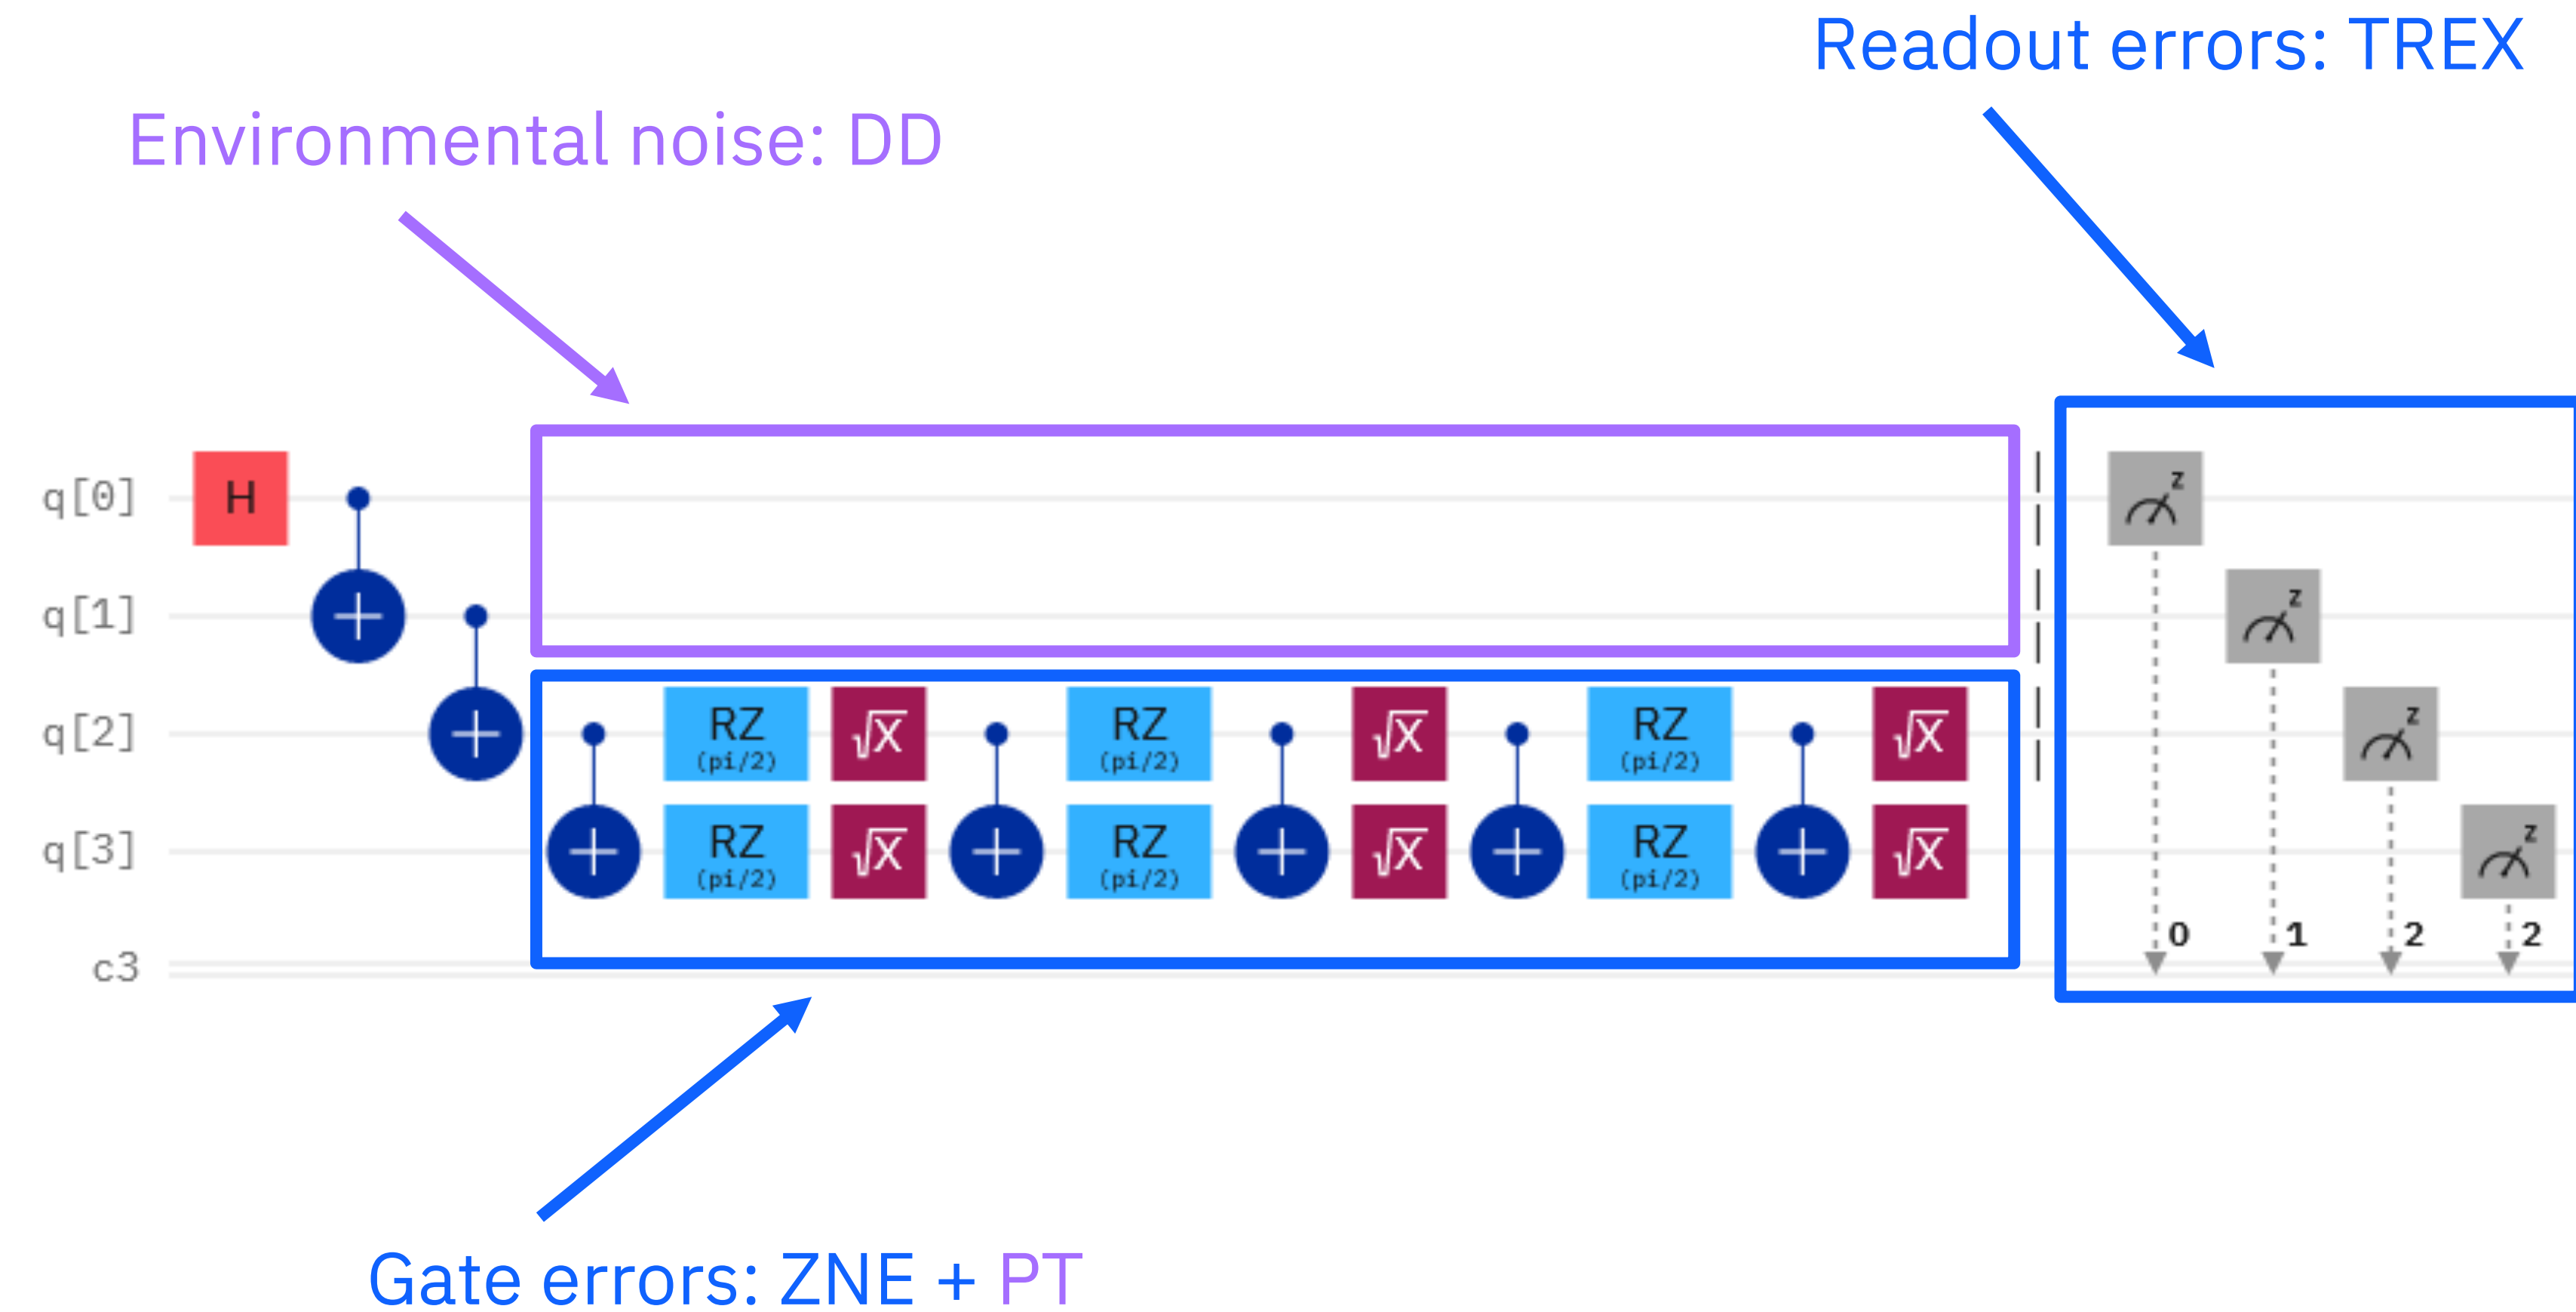 Readout errors: TREX
Environmental noise: DD
q[0] H z
q[1] z
q[2] RZ √X RZ √X RZ √X z
(pi/2) (pi/2) (pi/2)
q[3] RZ √X RZ √X RZ √X z
(pi/2) (pi/2) (pi/2)
0 1 2 2
c3
Gate errors: ZNE + PT